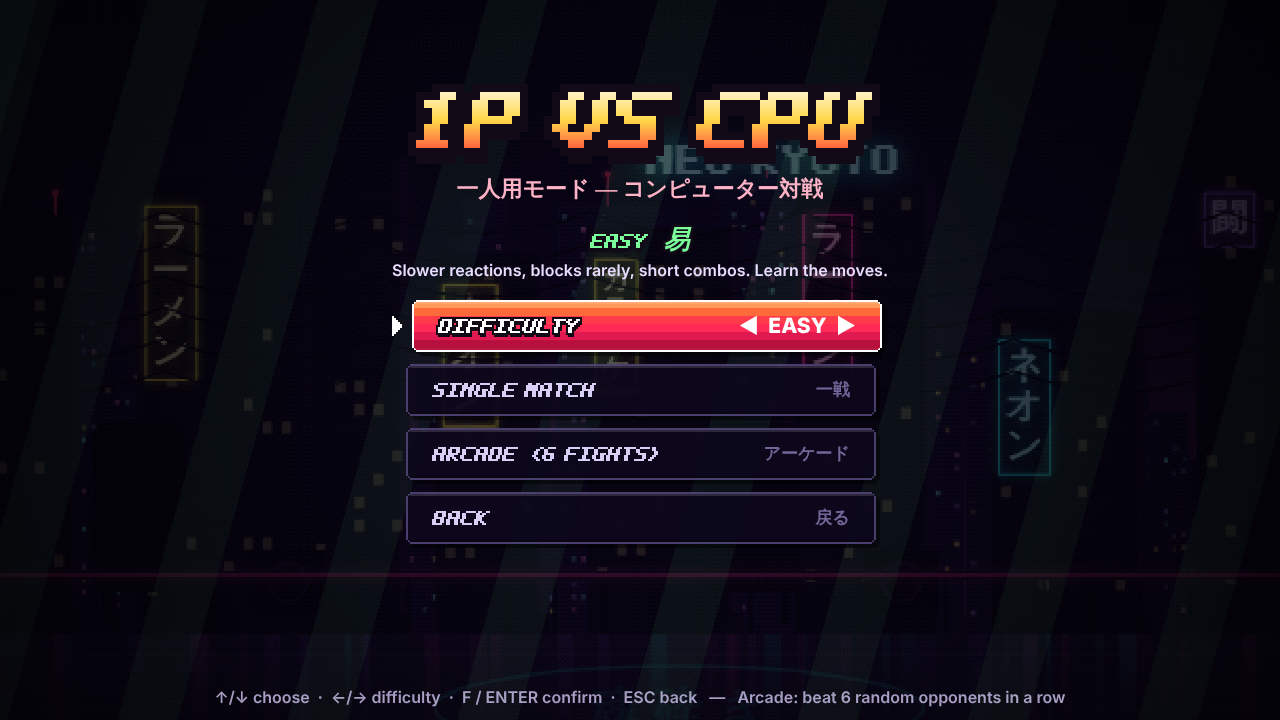 1P VS CPU
NEO KYOTO
一人用モード — コンピューター対戦
EASY 易
Slower reactions, blocks rarely, short combos. Learn the moves.
DIFFICULTY ◀ EASY ▶
SINGLE MATCH 一戦
ARCADE (6 FIGHTS) アーケード
BACK 戻る
ラーメン
ネオン
闘
↑/↓ choose · ←/→ difficulty · F / ENTER confirm · ESC back — Arcade: beat 6 random opponents in a row